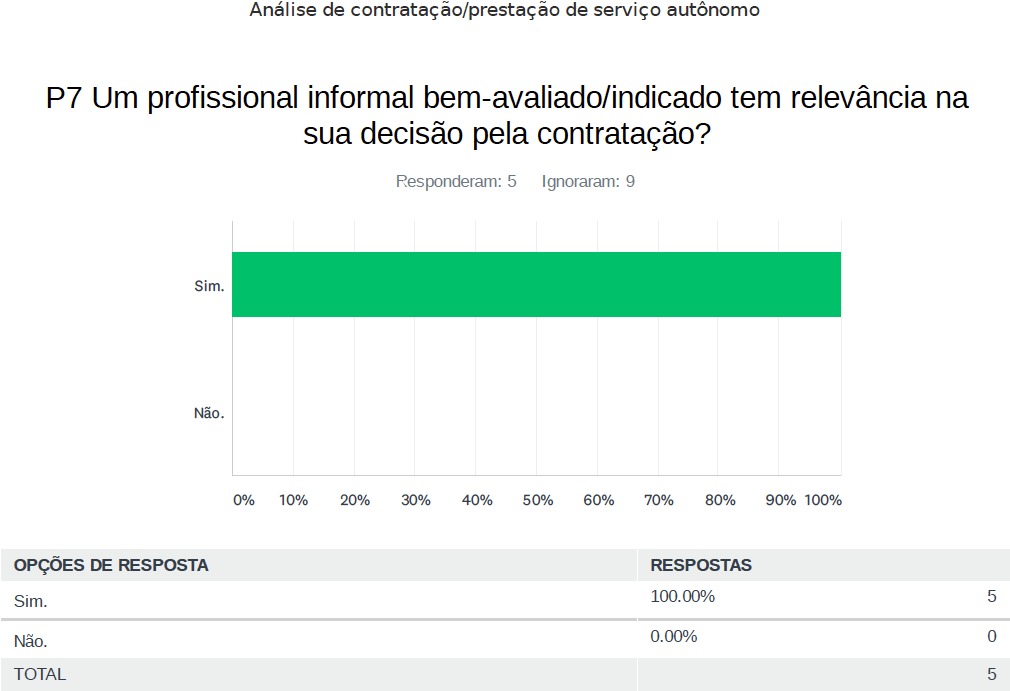 Análise de contratação/prestação de serviço autônomo
P7 Um profissional informal bem-avaliado/indicado tem relevância na
sua decisão pela contratação?
Responderam: 5 Ignoraram: 9
Sim.
Não.
0% 10% 20% 30% 40% 50% 60% 70% 80% 90% 100%
OPÇÕES DE RESPOSTA RESPOSTAS
Sim. 100.00% 5
Não. 0.00% 0
TOTAL 5